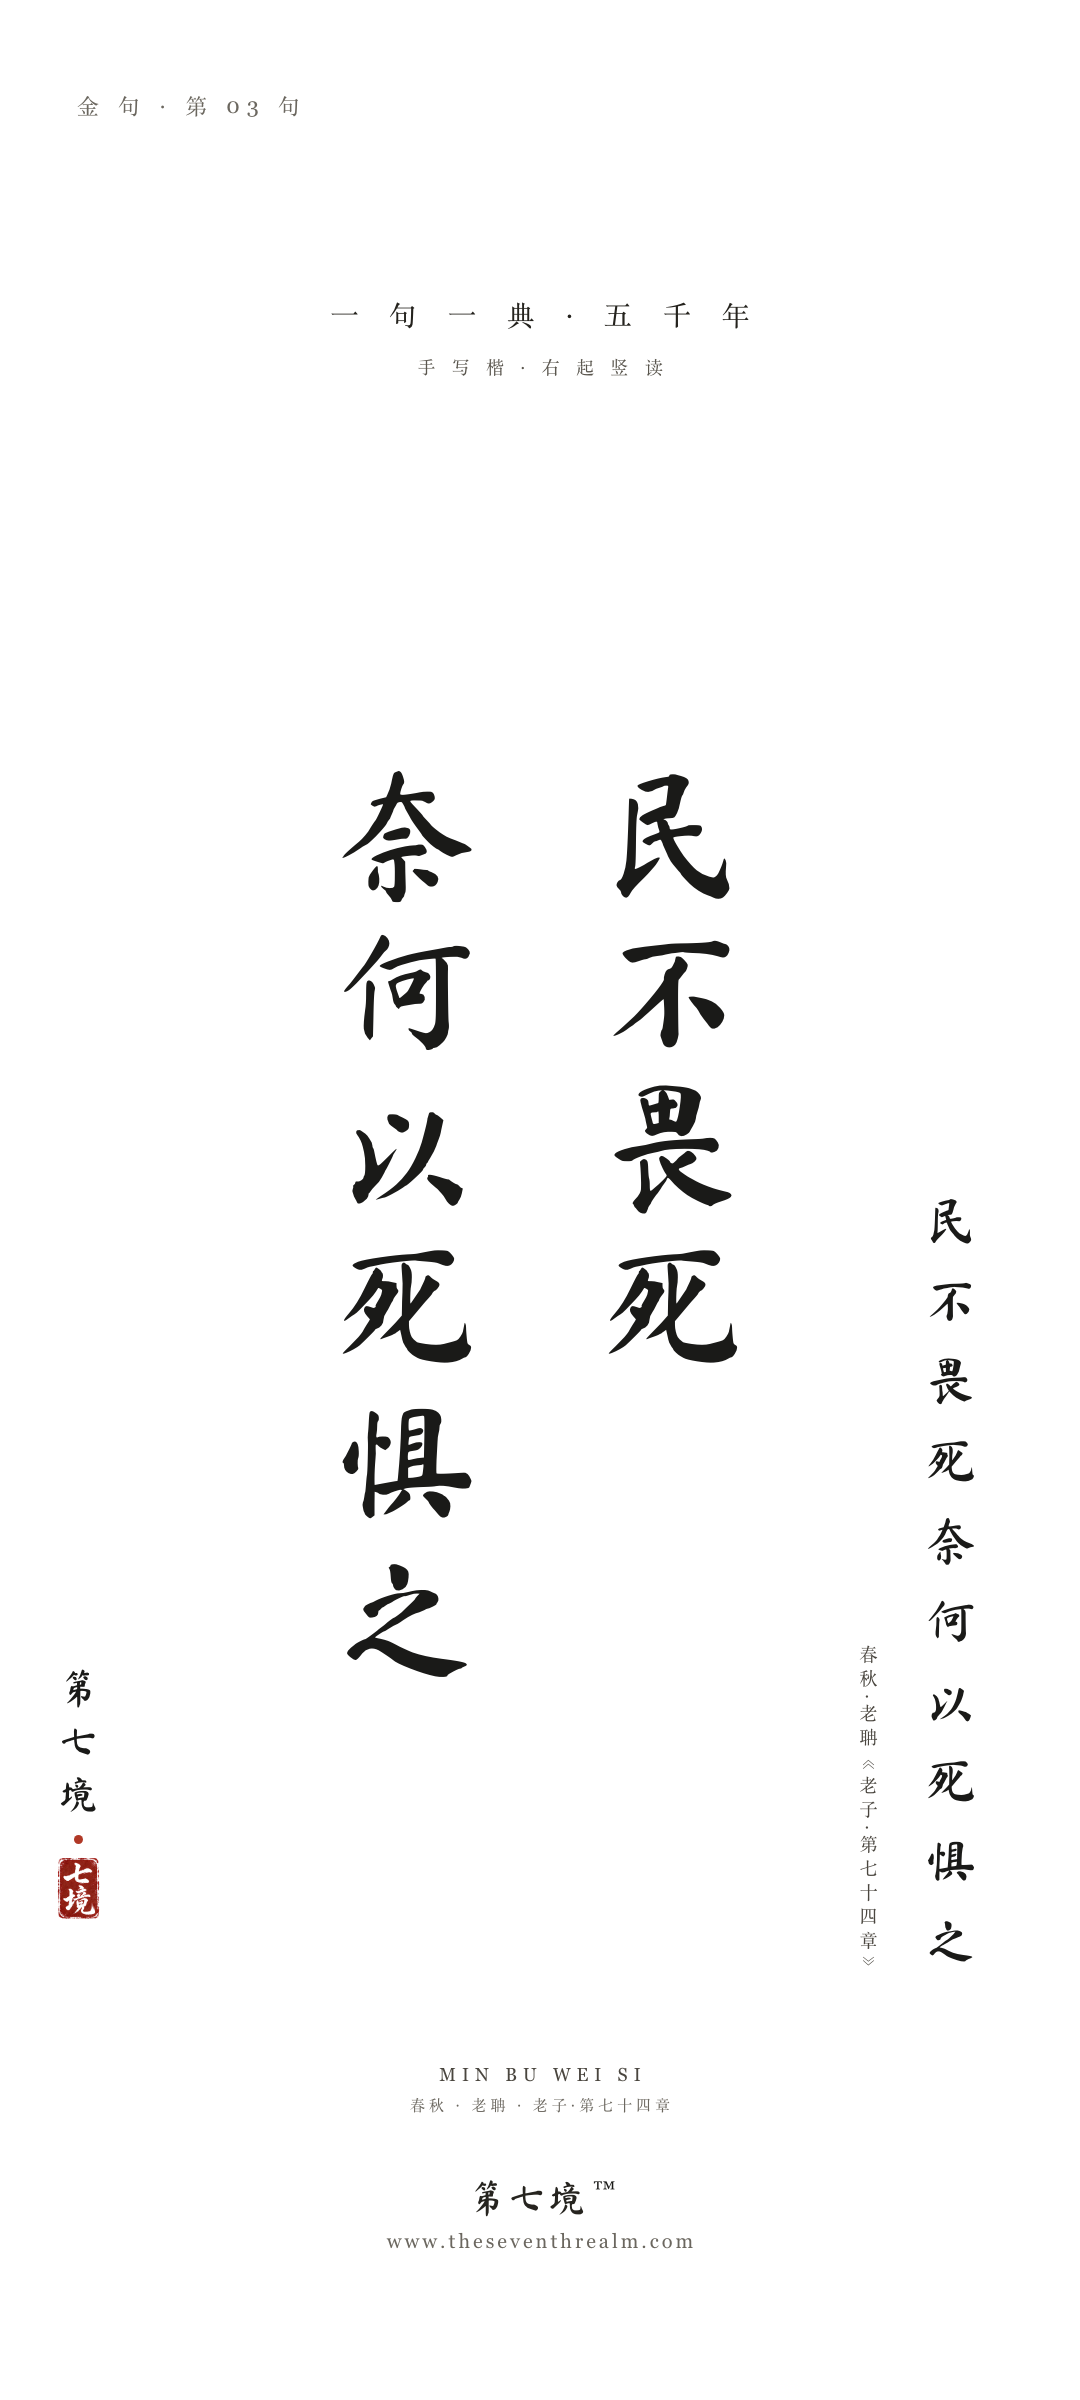 金句·第03句
一句一典·五千年
手写楷·右起竖读
民不畏死
奈何以死惧之
民不畏死奈何以死惧之
春秋·老聃《老子·第七十四章》
第七境
七境
MIN BU WEI SI
春秋 · 老聃 · 老子·第七十四章
第七境™
www.theseventhrealm.com